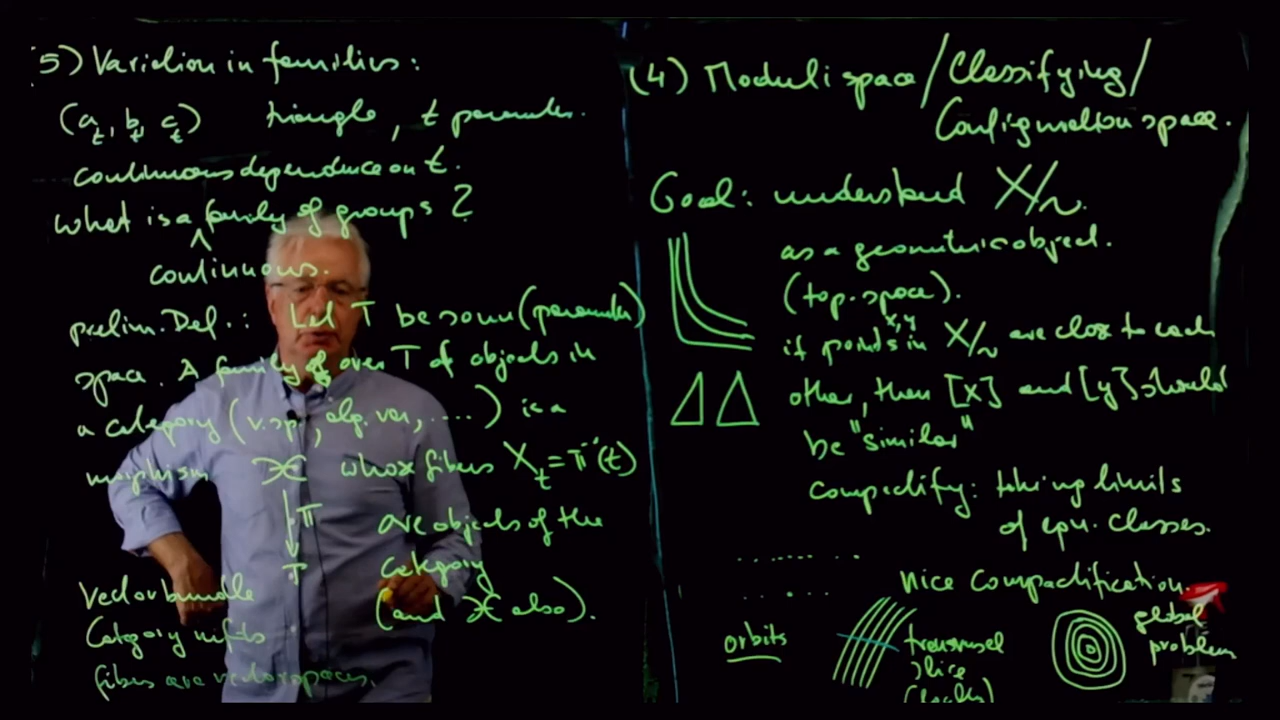 (5) Variation in families:
(a_t, b_t, c_t) triangle, t parameter.
continuous dependence on t.
What is a family of groups ?
^
continuous.
prelim. Def.: Let T be some (parameter)
space. A family of over T of objects in
a category (v.sp., alg. var, ....) is a
morphism X whose fibers X_t = π⁻¹(t)
↓ π are objects of the
T category
(and X also).
Vector bundle
Category mfds
fibers are vector spaces.
(4) Moduli space / Classifying /
Configuration space.
Goal: understand X/~
as a geometric object.
(top. space).
if points x,y in X/~ are close to each
other, then [x] and [y] should
be "similar"
compactify: taking limits
of equ. classes.
nice compactification.
orbits
transversal
slice
(locally)
global
problem